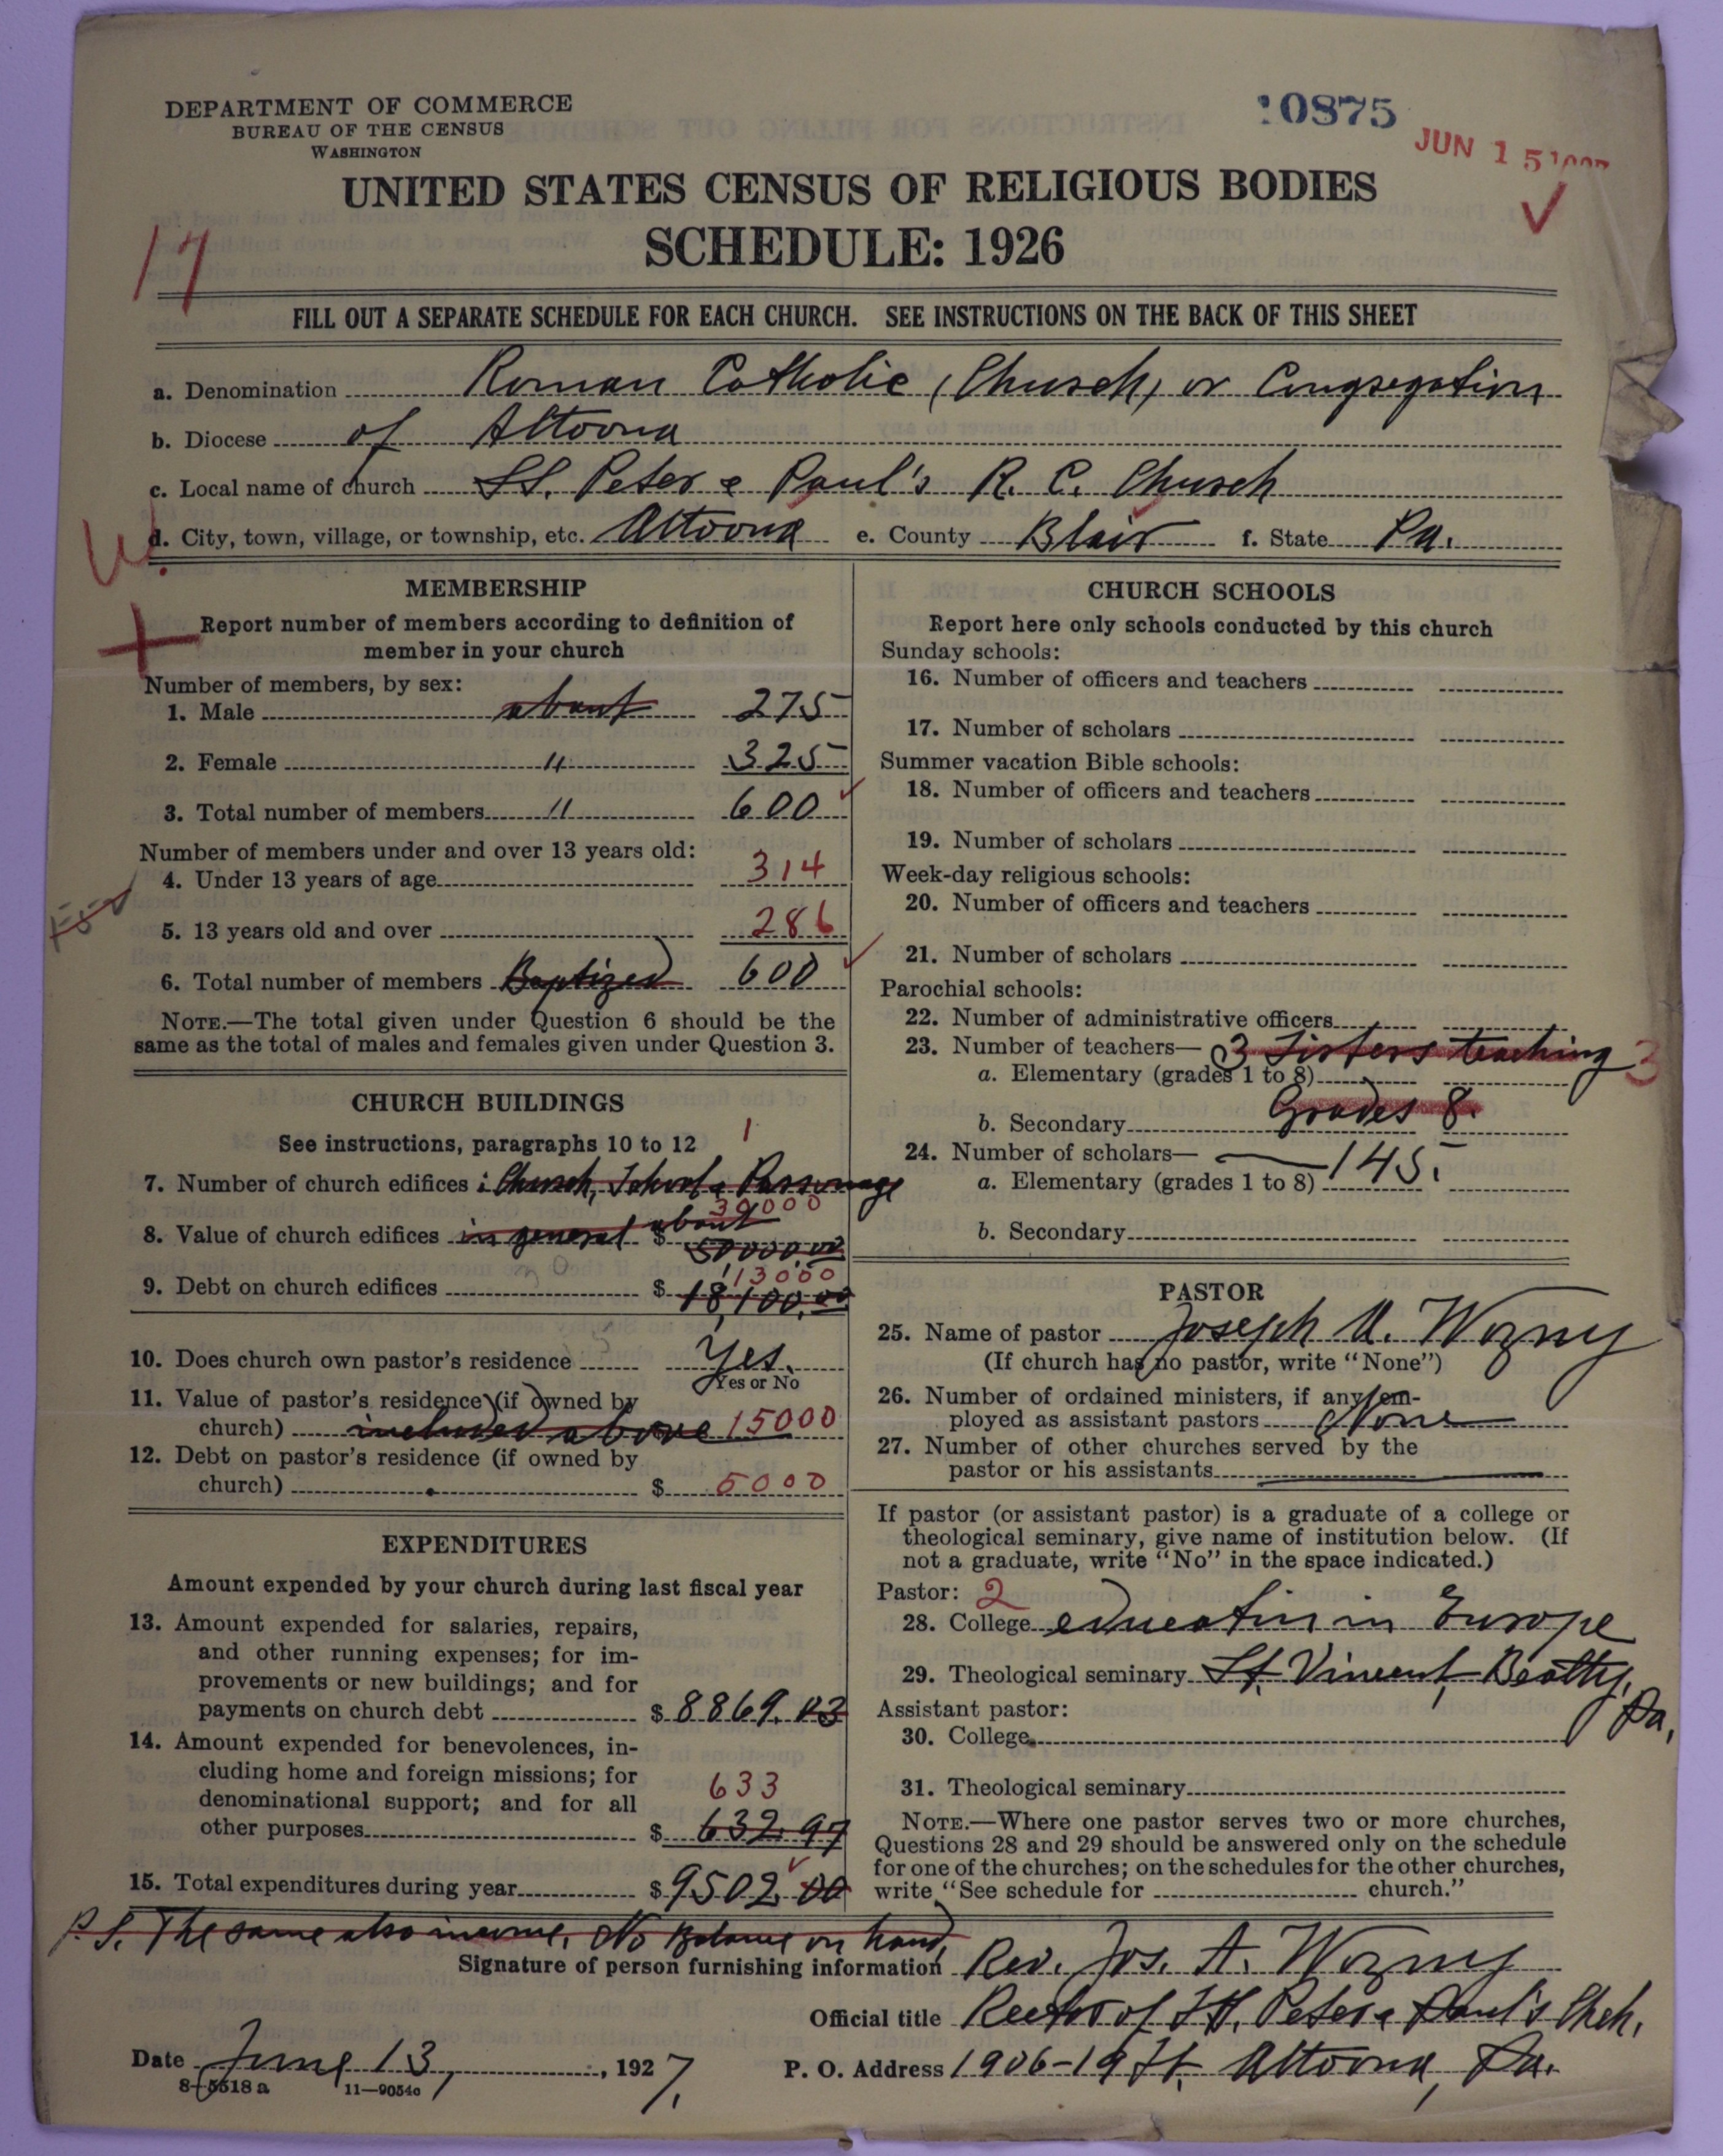 DEPARTMENT OF COMMERCE
BUREAU OF THE CENSUS
WASHINGTON
10875
JUN 15 1927
UNITED STATES CENSUS OF RELIGIOUS BODIES
SCHEDULE: 1926
17
FILL OUT A SEPARATE SCHEDULE FOR EACH CHURCH. SEE INSTRUCTIONS ON THE BACK OF THIS SHEET
a. Denomination Roman Catholic (Church) or Congregation
b. Diocese of Altoona
c. Local name of church SS. Peter & Paul's R. C. Church
d. City, town, village, or township, etc. Altoona e. County Blair f. State Pa.
MEMBERSHIP
Report number of members according to definition of
member in your church
Number of members, by sex:
1. Male about 275
2. Female " 325
3. Total number of members " 600
Number of members under and over 13 years old:
4. Under 13 years of age 314
5. 13 years old and over 286
6. Total number of members Baptized 600
NOTE.—The total given under Question 6 should be the
same as the total of males and females given under Question 3.
CHURCH BUILDINGS
See instructions, paragraphs 10 to 12
1
7. Number of church edifices : Church, School & Parsonage
30000
8. Value of church edifices in general about $ 50000.00
13000
9. Debt on church edifices $ 18,100.00
10. Does church own pastor's residence Yes.
Yes or No
11. Value of pastor's residence (if owned by
church) included above 15000
12. Debt on pastor's residence (if owned by
church) $ 5000
EXPENDITURES
Amount expended by your church during last fiscal year
13. Amount expended for salaries, repairs,
and other running expenses; for im-
provements or new buildings; and for
payments on church debt $ 8869.03
14. Amount expended for benevolences, in-
cluding home and foreign missions; for
denominational support; and for all 633
other purposes $ 632.97
15. Total expenditures during year $ 9502.00
CHURCH SCHOOLS
Report here only schools conducted by this church
Sunday schools:
16. Number of officers and teachers
17. Number of scholars
Summer vacation Bible schools:
18. Number of officers and teachers
19. Number of scholars
Week-day religious schools:
20. Number of officers and teachers
21. Number of scholars
Parochial schools:
22. Number of administrative officers
23. Number of teachers— 3 Sisters teaching 3
a. Elementary (grades 1 to 8)
Grades 8.
b. Secondary
24. Number of scholars—
a. Elementary (grades 1 to 8) 145.
b. Secondary
PASTOR
25. Name of pastor Joseph A. Wozny
(If church has no pastor, write "None")
26. Number of ordained ministers, if any, em-
ployed as assistant pastors None
27. Number of other churches served by the
pastor or his assistants
If pastor (or assistant pastor) is a graduate of a college or
theological seminary, give name of institution below. (If
not a graduate, write "No" in the space indicated.)
Pastor: 2
28. College education in Europe
29. Theological seminary St. Vincent, Beatty,
Pa.
Assistant pastor:
30. College
31. Theological seminary
NOTE.—Where one pastor serves two or more churches,
Questions 28 and 29 should be answered only on the schedule
for one of the churches; on the schedules for the other churches,
write "See schedule for church."
P.S. The same also income. No Balance on hand.
Signature of person furnishing information Rev. Jos. A. Wozny
Official title Rector of SS. Peter & Paul's Chch.
Date June 13, 1927.
P. O. Address 1906-19 St. Altoona, Pa.
8-5518 a 11-9054c